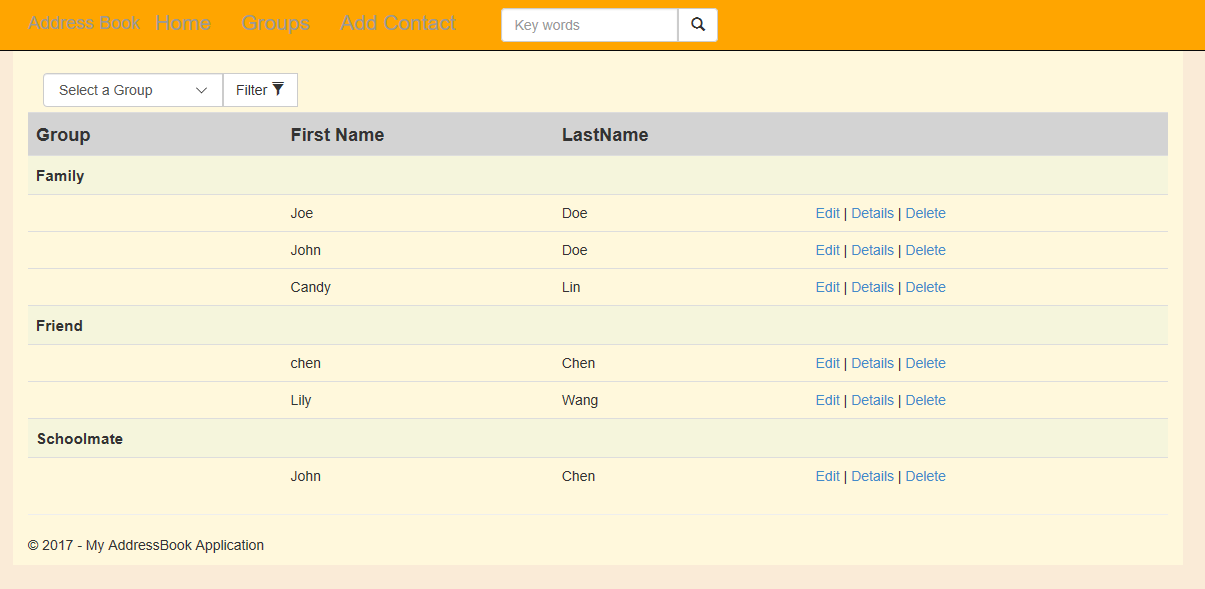 Address Book Home Groups Add Contact Key words
Select a Group Filter
Group First Name LastName
Family
Joe Doe Edit | Details | Delete
John Doe Edit | Details | Delete
Candy Lin Edit | Details | Delete
Friend
chen Chen Edit | Details | Delete
Lily Wang Edit | Details | Delete
Schoolmate
John Chen Edit | Details | Delete
© 2017 - My AddressBook Application